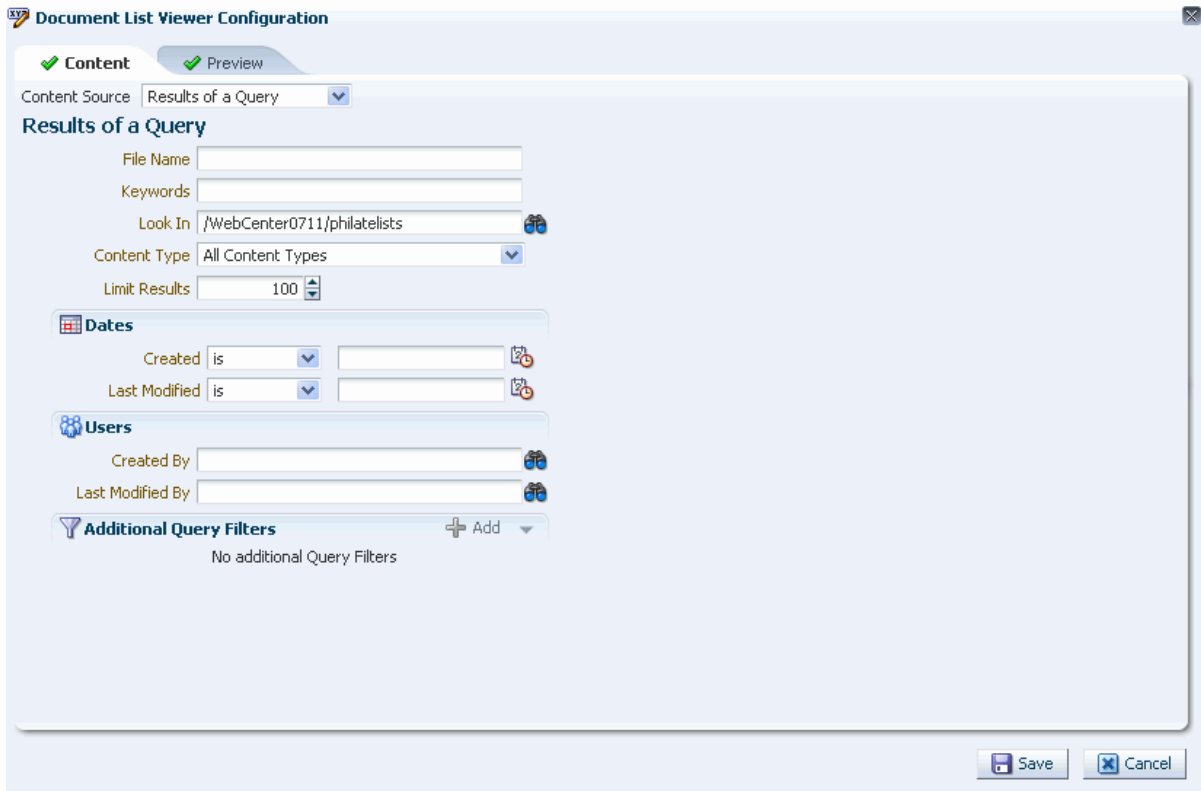 Document List Viewer Configuration
Content
Preview
Content Source Results of a Query
Results of a Query
File Name
Keywords
Look In /WebCenter0711/philatelists
Content Type All Content Types
Limit Results 100
Dates
Created is
Last Modified is
Users
Created By
Last Modified By
Additional Query Filters Add
No additional Query Filters
Save Cancel